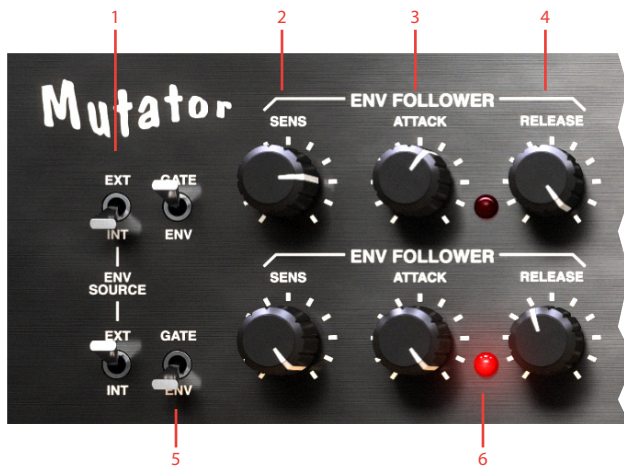 1 2 3 4
Mutator
ENV FOLLOWER
SENS ATTACK RELEASE
EXT GATE
INT ENV
ENV FOLLOWER
ENV
SOURCE
SENS ATTACK RELEASE
EXT GATE
INT ENV
5 6